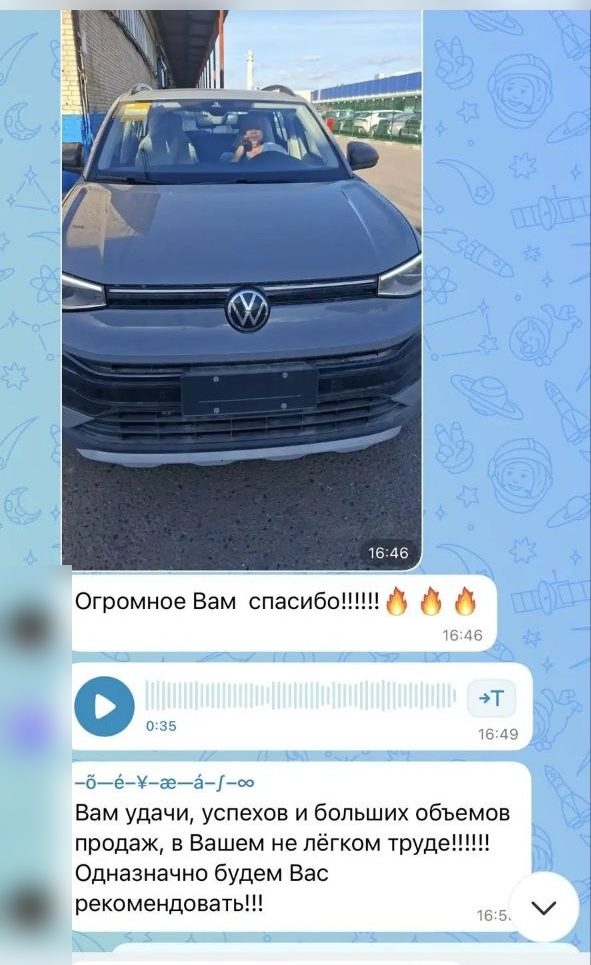 16:46
Огромное Вам спасибо!!!!!!🔥🔥🔥
16:46
→T
0:35
16:49
–õ—é–¥–æ—á–∫–∞
Вам удачи, успехов и больших объемов
продаж, в Вашем не лёгком труде!!!!!!
Одназначно будем Вас
рекомендовать!!!